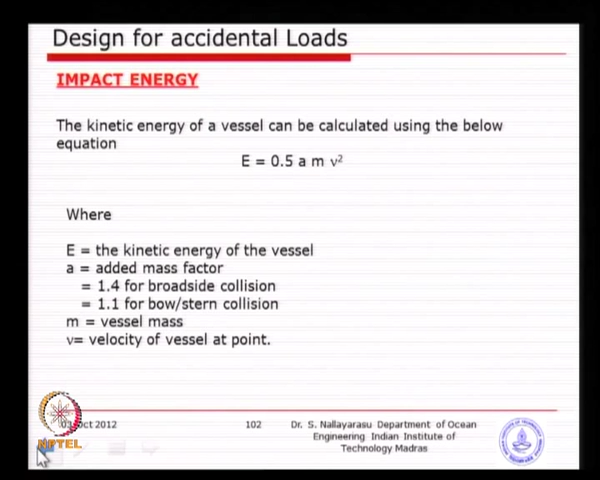 Design for accidental Loads
IMPACT ENERGY
The kinetic energy of a vessel can be calculated using the below
equation
E = 0.5 a m v²
Where
E = the kinetic energy of the vessel
a = added mass factor
= 1.4 for broadside collision
= 1.1 for bow/stern collision
m = vessel mass
v= velocity of vessel at point.
03 Oct 2012
102
Dr. S. Nallayarasu Department of Ocean
Engineering Indian Institute of
Technology Madras
NPTEL